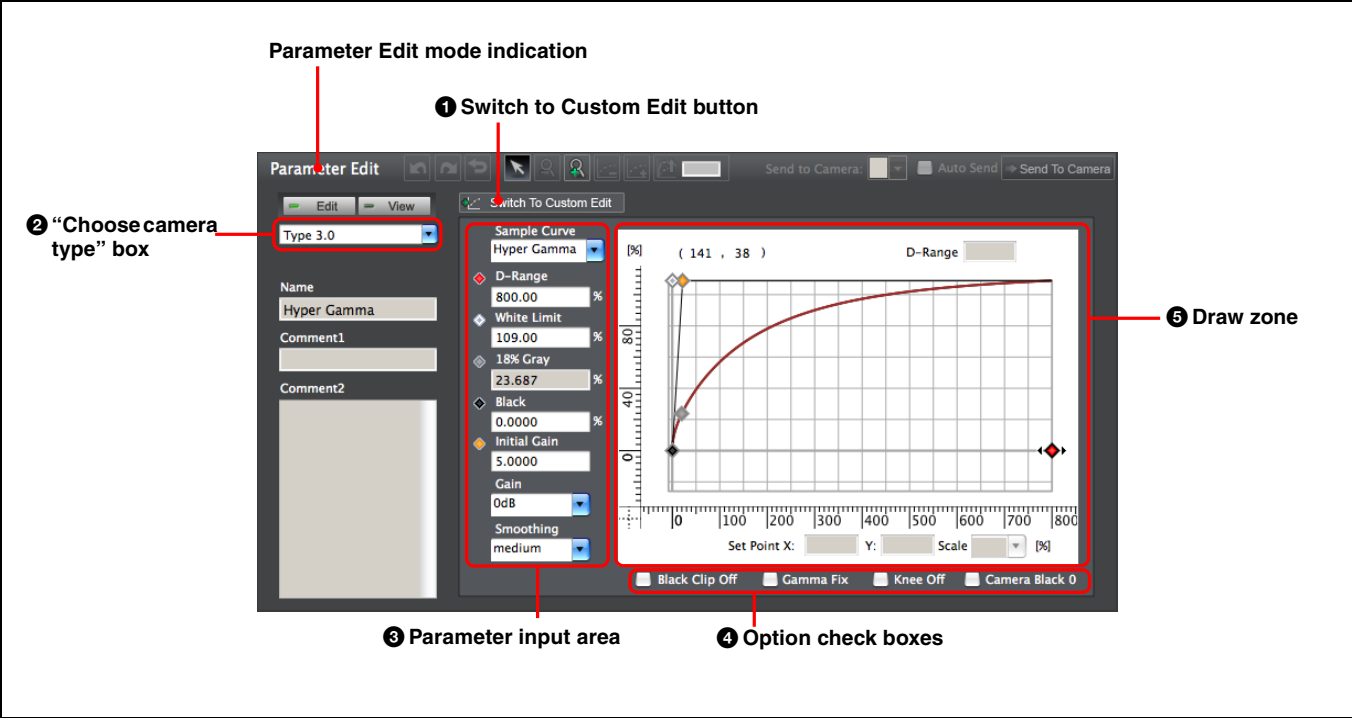 Parameter Edit mode indication
❶ Switch to Custom Edit button
Parameter Edit
Send to Camera:
Auto Send
Send To Camera
Edit
View
Switch To Custom Edit
❷ “Choose camera
type” box
Type 3.0
Name
Hyper Gamma
Comment1
Comment2
Sample Curve
Hyper Gamma
D-Range
800.00 %
White Limit
109.00 %
18% Gray
23.687 %
Black
0.0000 %
Initial Gain
5.0000
Gain
0dB
Smoothing
medium
[%]
( 141 , 38 )
D-Range
80
40
0
0 100 200 300 400 500 600 700 800
Set Point X:
Y:
Scale
[%]
❺ Draw zone
Black Clip Off
Gamma Fix
Knee Off
Camera Black 0
❸ Parameter input area
❹ Option check boxes